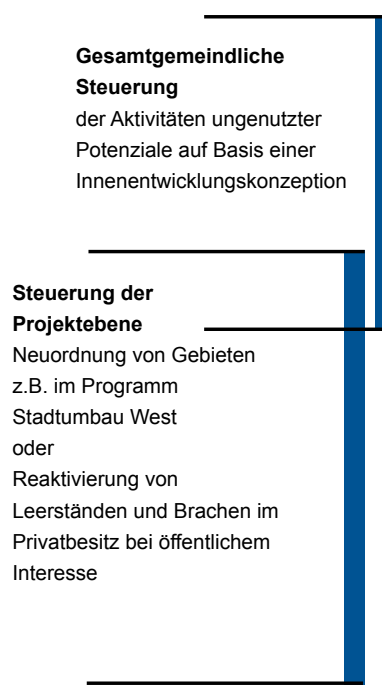 Gesamtgemeindliche
Steuerung
der Aktivitäten ungenutzter
Potenziale auf Basis einer
Innenentwicklungskonzeption
Steuerung der
Projektebene
Neuordnung von Gebieten
z.B. im Programm
Stadtumbau West
oder
Reaktivierung von
Leerständen und Brachen im
Privatbesitz bei öffentlichem
Interesse